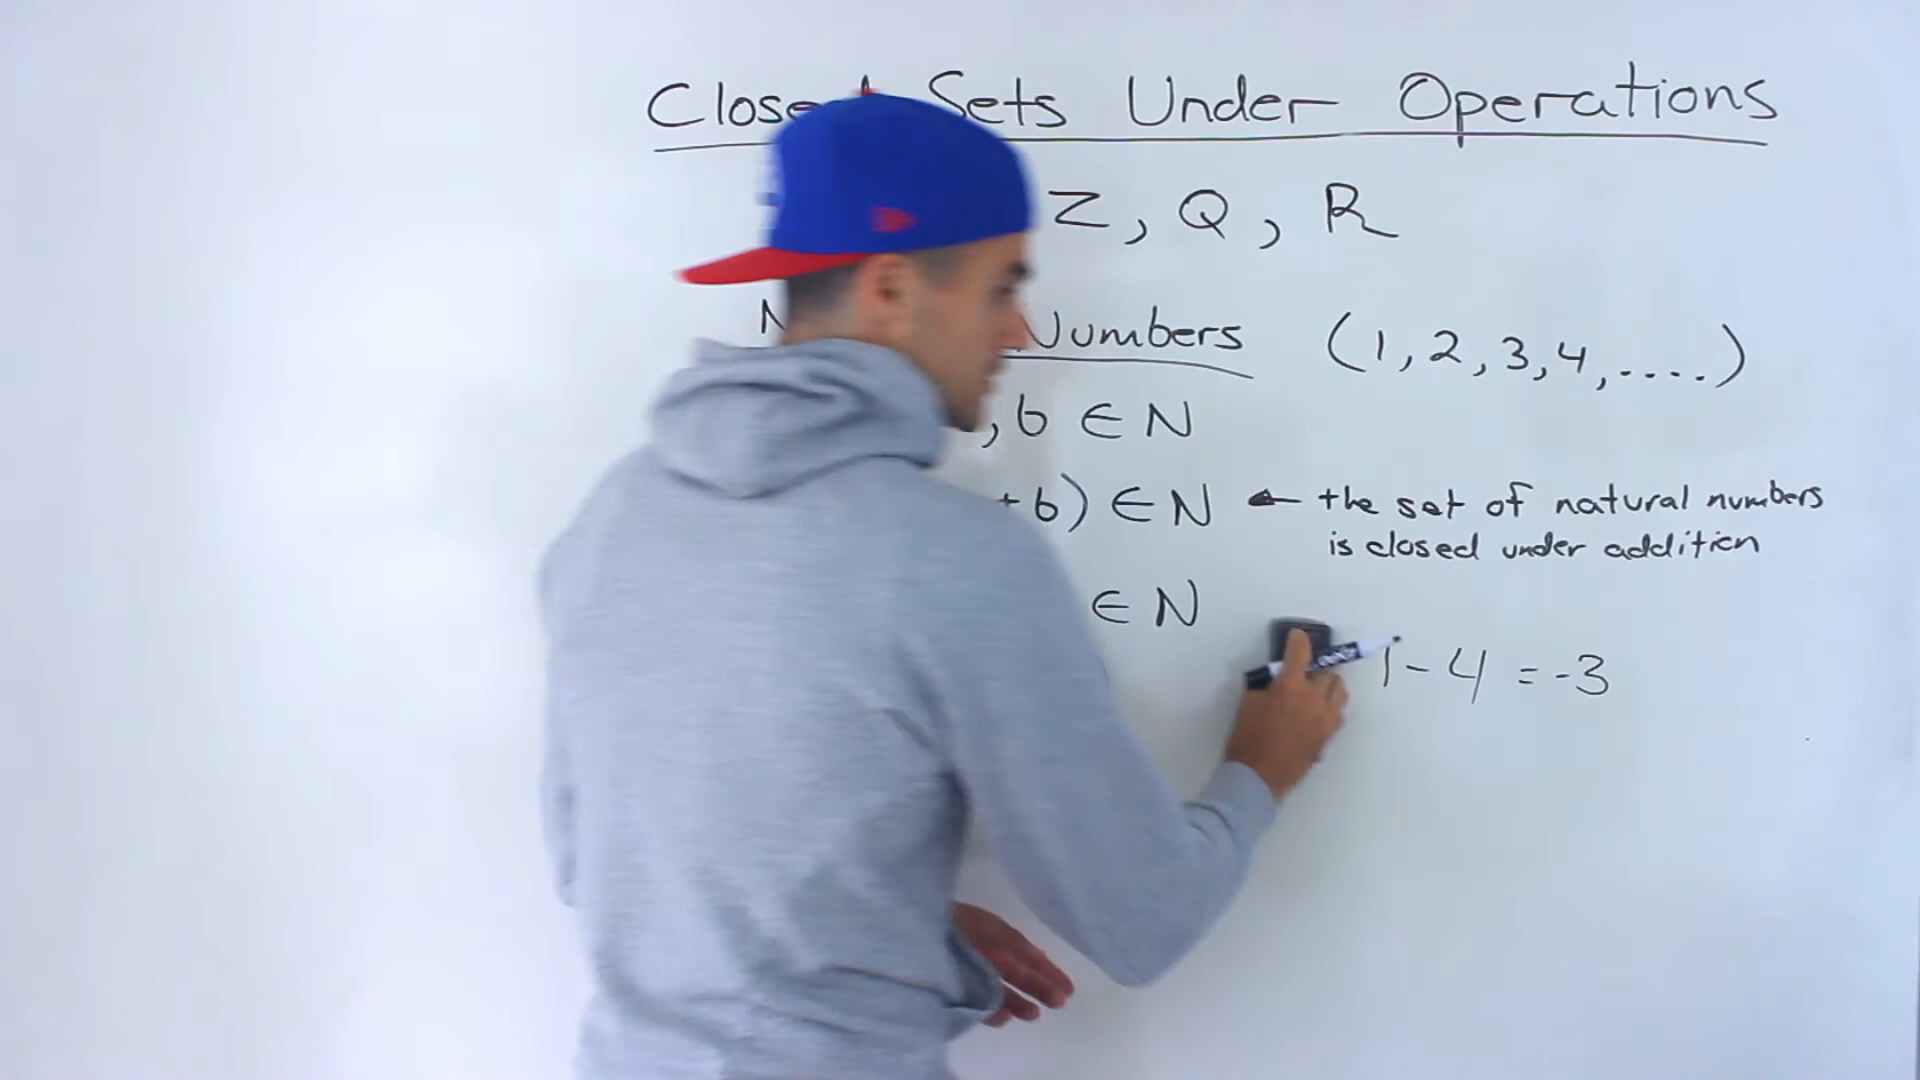 Sets Under Operations
Z, Q, R
Numbers (1, 2, 3, 4, ....)
, b ∈ N
+ b) ∈ N ← the set of natural numbers
is closed under addition
∈ N
1 - 4 = -3